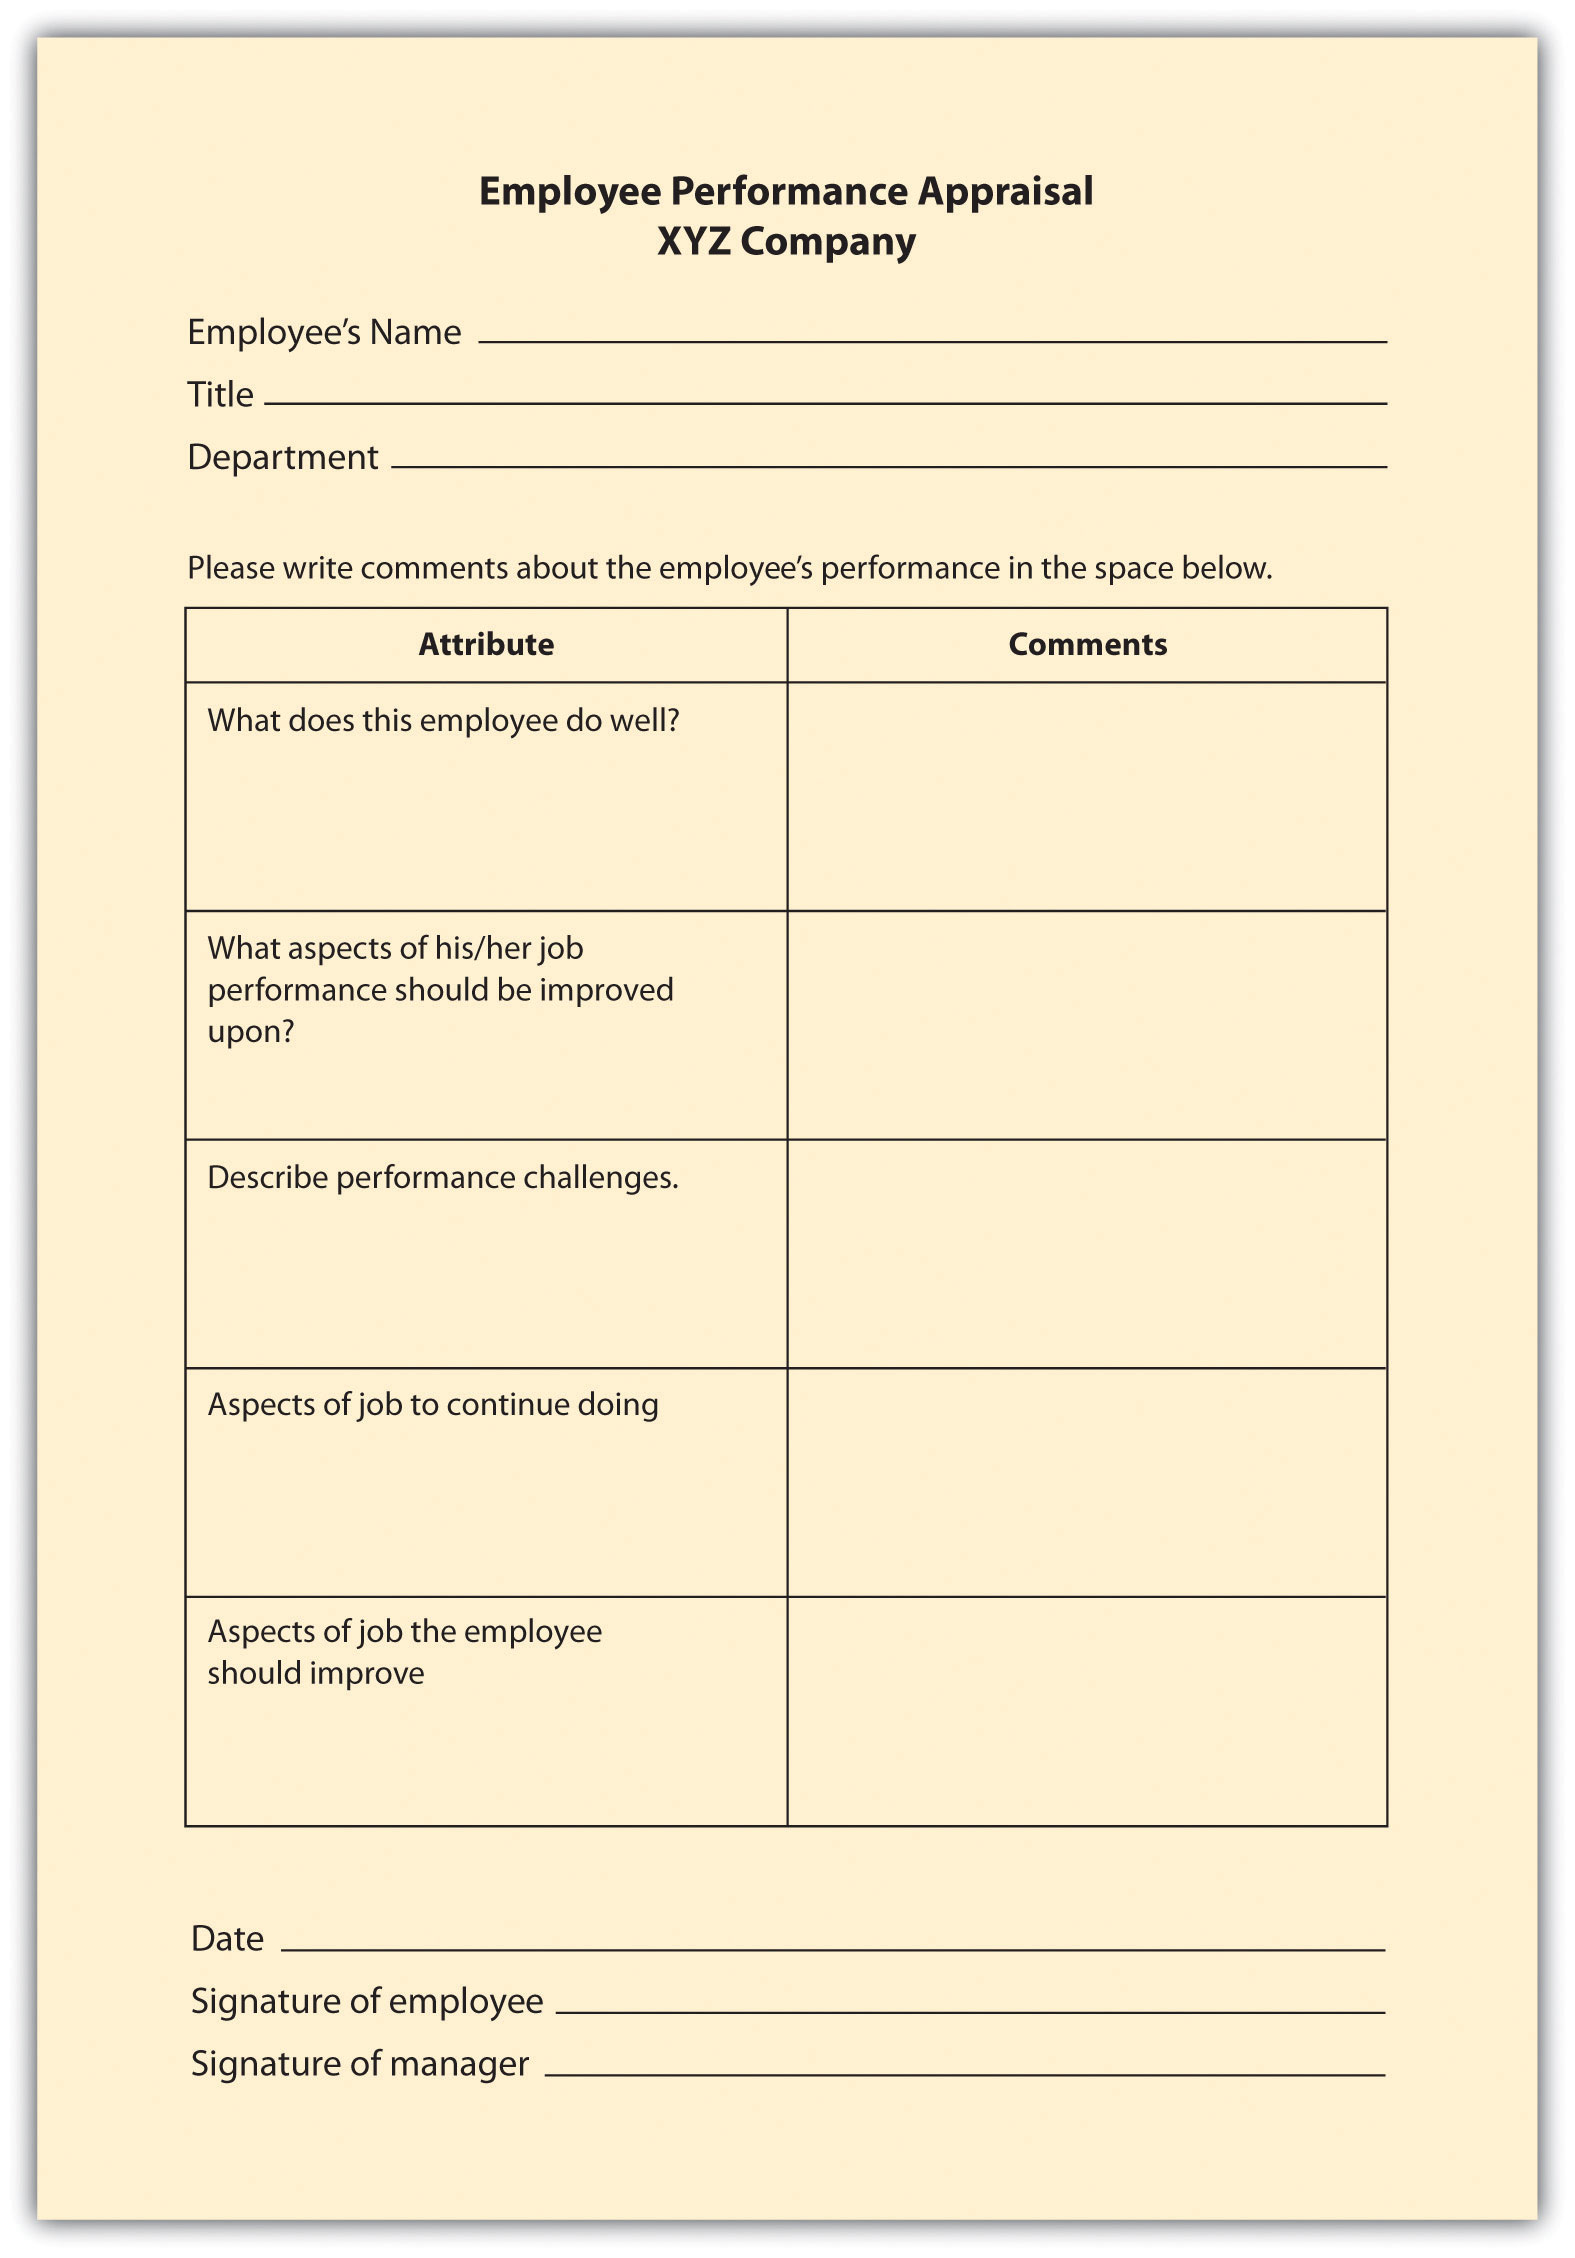 Employee Performance Appraisal
XYZ Company
Employee’s Name
Title
Department
Please write comments about the employee’s performance in the space below.
Attribute
Comments
What does this employee do well?
What aspects of his/her job
performance should be improved
upon?
Describe performance challenges.
Aspects of job to continue doing
Aspects of job the employee
should improve
Date
Signature of employee
Signature of manager